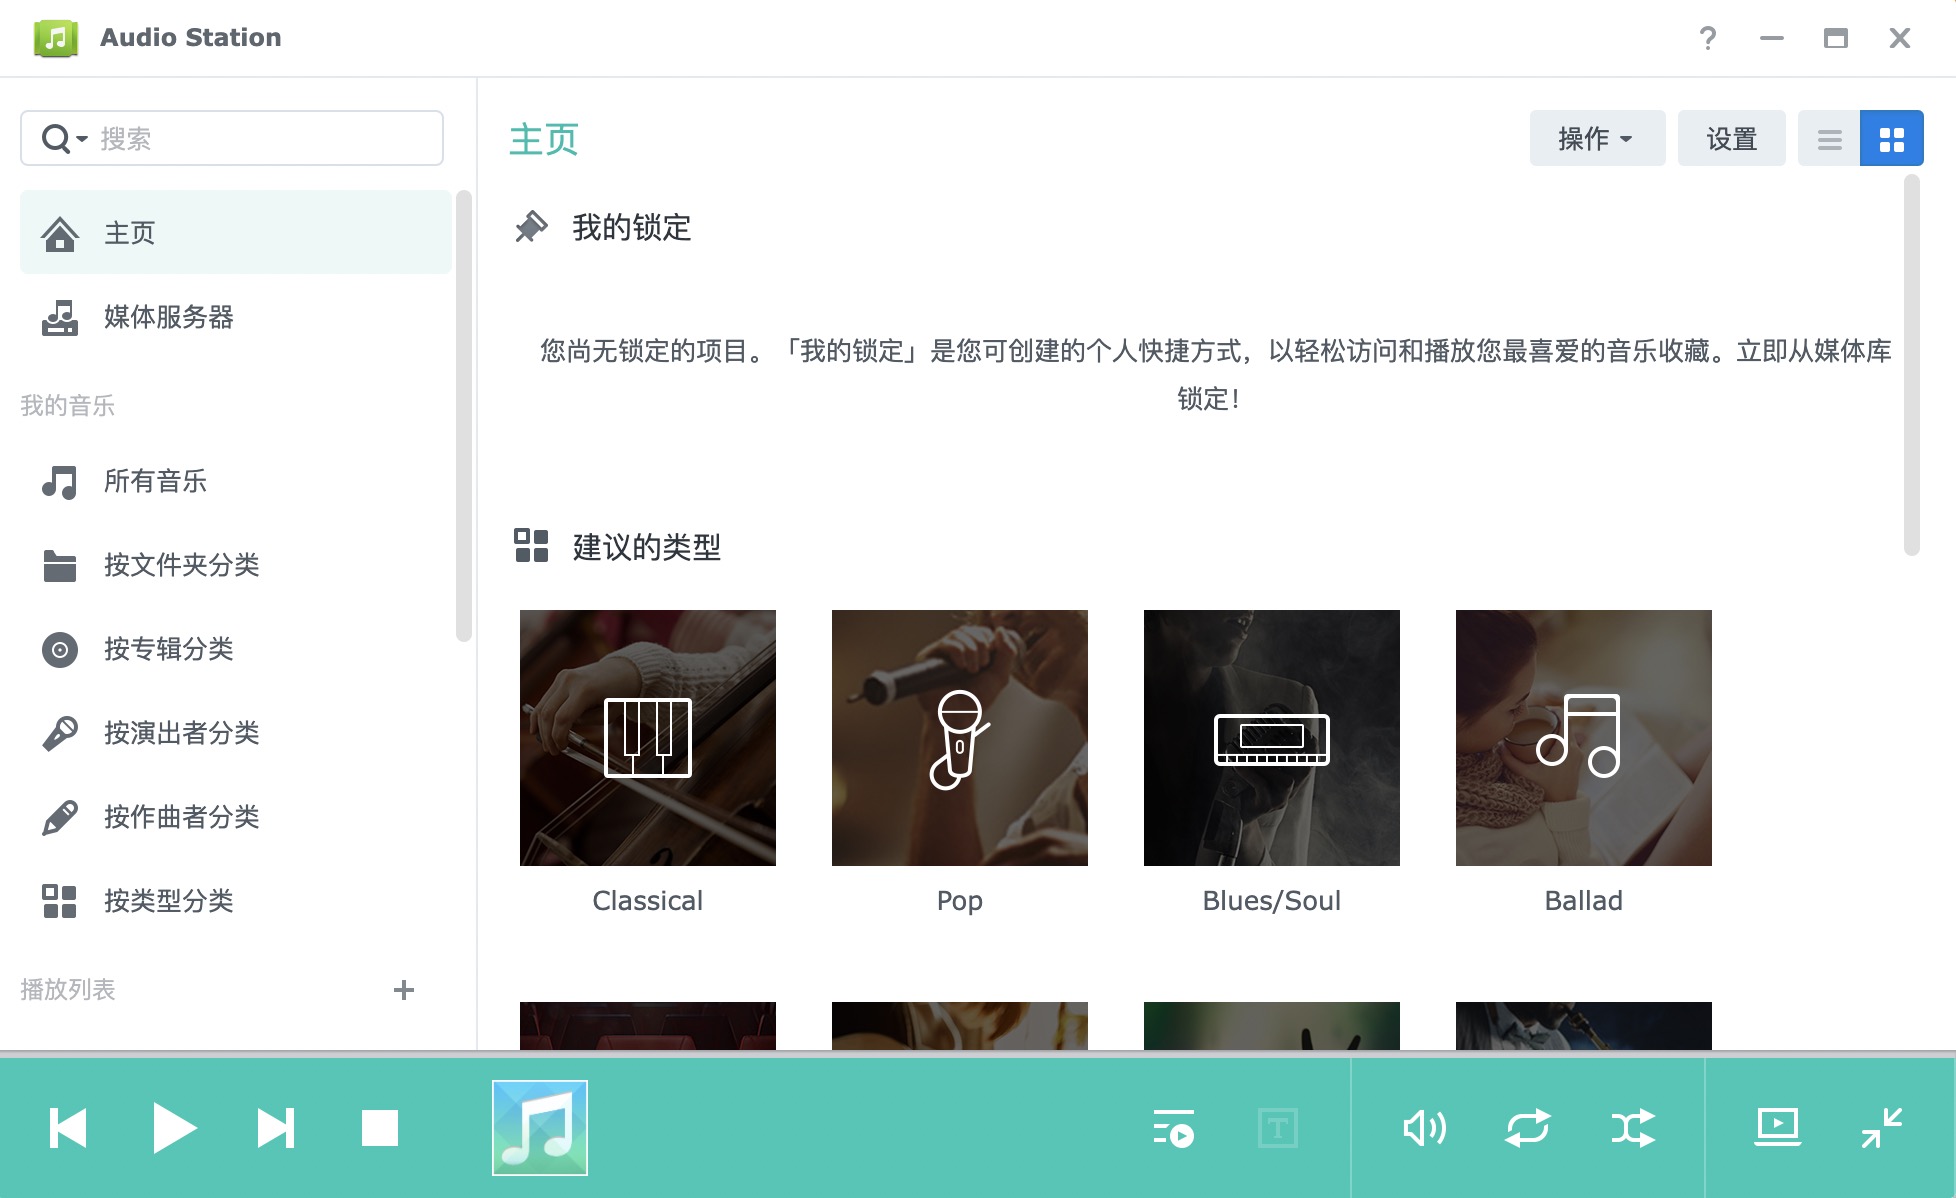 Audio Station
搜索
主页
媒体服务器
我的音乐
所有音乐
按文件夹分类
按专辑分类
按演出者分类
按作曲者分类
按类型分类
播放列表
主页
操作
设置
我的锁定
您尚无锁定的项目。「我的锁定」是您可创建的个人快捷方式，以轻松访问和播放您最喜爱的音乐收藏。立即从媒体库
锁定！
建议的类型
Classical
Pop
Blues/Soul
Ballad
T